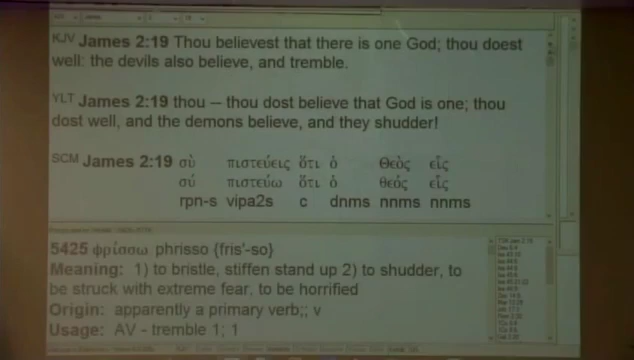 KJV James 2:19 Thou believest that there is one God; thou doest
well: the devils also believe, and tremble.
YLT James 2:19 thou — thou dost believe that God is one; thou
dost well, and the demons believe, and they shudder!
SCM James 2:19 σὺ πιστεύεις ὅτι ὁ Θεὸς εἷς
σύ πιστεύω ὅτι ὁ θεός εἷς
rpn-s vipa2s c dnms nnms nnms
5425 φρίσσω phrisso {fris'-so}
Meaning: 1) to bristle, stiffen stand up 2) to shudder, to
be struck with extreme fear, to be horrified
Origin: apparently a primary verb;; v
Usage: AV - tremble 1; 1